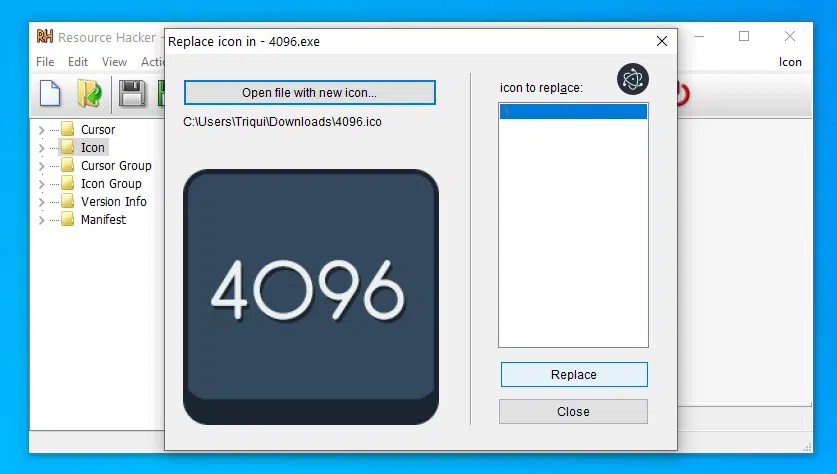 RH Resource Hacker -
File Edit View Acti
Icon
Cursor
Icon
Cursor Group
Icon Group
Version Info
Manifest
Replace icon in - 4096.exe
Open file with new icon...
C:\Users\Triqui\Downloads\4096.ico
4096
icon to replace:
1
Replace
Close